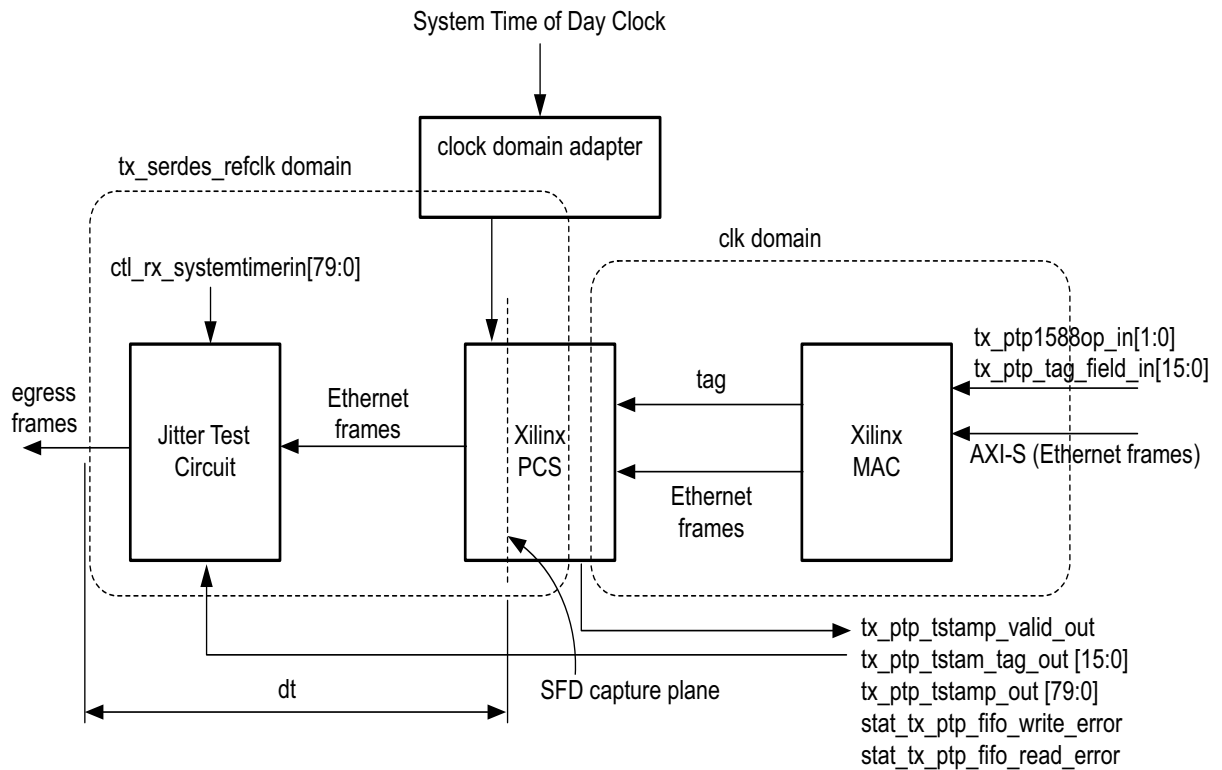 System Time of Day Clock
clock domain adapter
tx_serdes_refclk domain
clk domain
ctl_rx_systemtimerin[79:0]
tx_ptp1588op_in[1:0]
tx_ptp_tag_field_in[15:0]
egress
frames
Jitter Test
Circuit
Ethernet
frames
Xilinx
PCS
tag
Ethernet
frames
Xilinx
MAC
AXI-S (Ethernet frames)
dt
SFD capture plane
tx_ptp_tstamp_valid_out
tx_ptp_tstam_tag_out [15:0]
tx_ptp_tstamp_out [79:0]
stat_tx_ptp_fifo_write_error
stat_tx_ptp_fifo_read_error